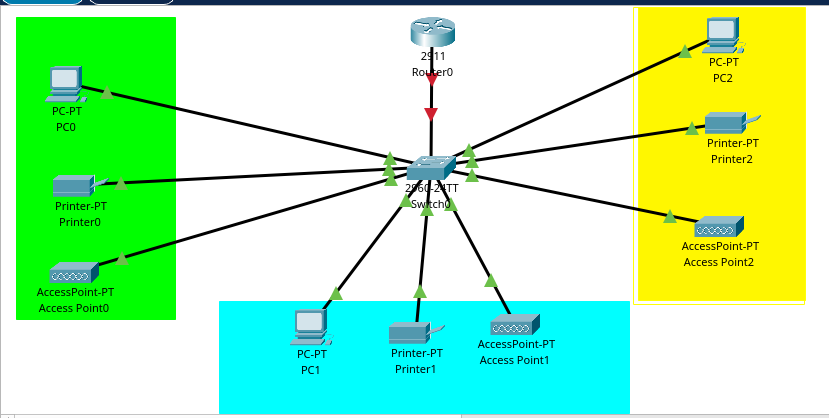 2911
Router0
PC-PT
PC0
Printer-PT
Printer0
AccessPoint-PT
Access Point0
2960-24TT
Switch0
PC-PT
PC1
Printer-PT
Printer1
AccessPoint-PT
Access Point1
PC-PT
PC2
Printer-PT
Printer2
AccessPoint-PT
Access Point2